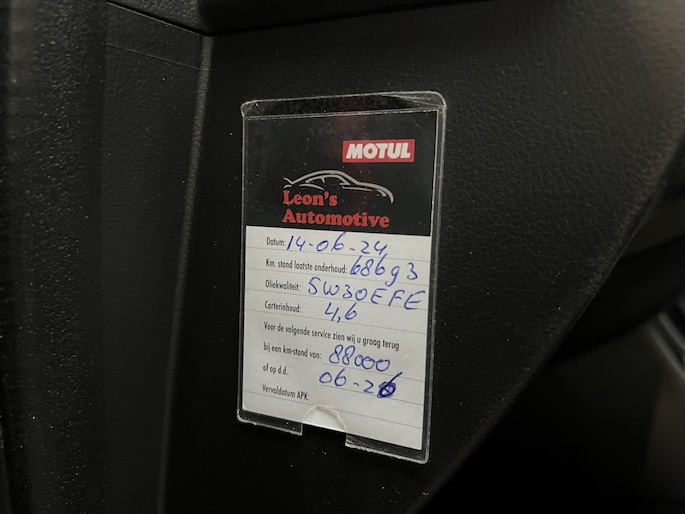 MOTUL
Leon's
Automotive
Datum: 14-06-24
Km. stand laatste onderhoud: 68693
Oliekwaliteit: 5W30EFE
Carterinhoud: 4,6
Voor de volgende service zien wij u graag terug
bij een km-stand van: 88000
of op d.d. 06-26
Vervaldatum APK: